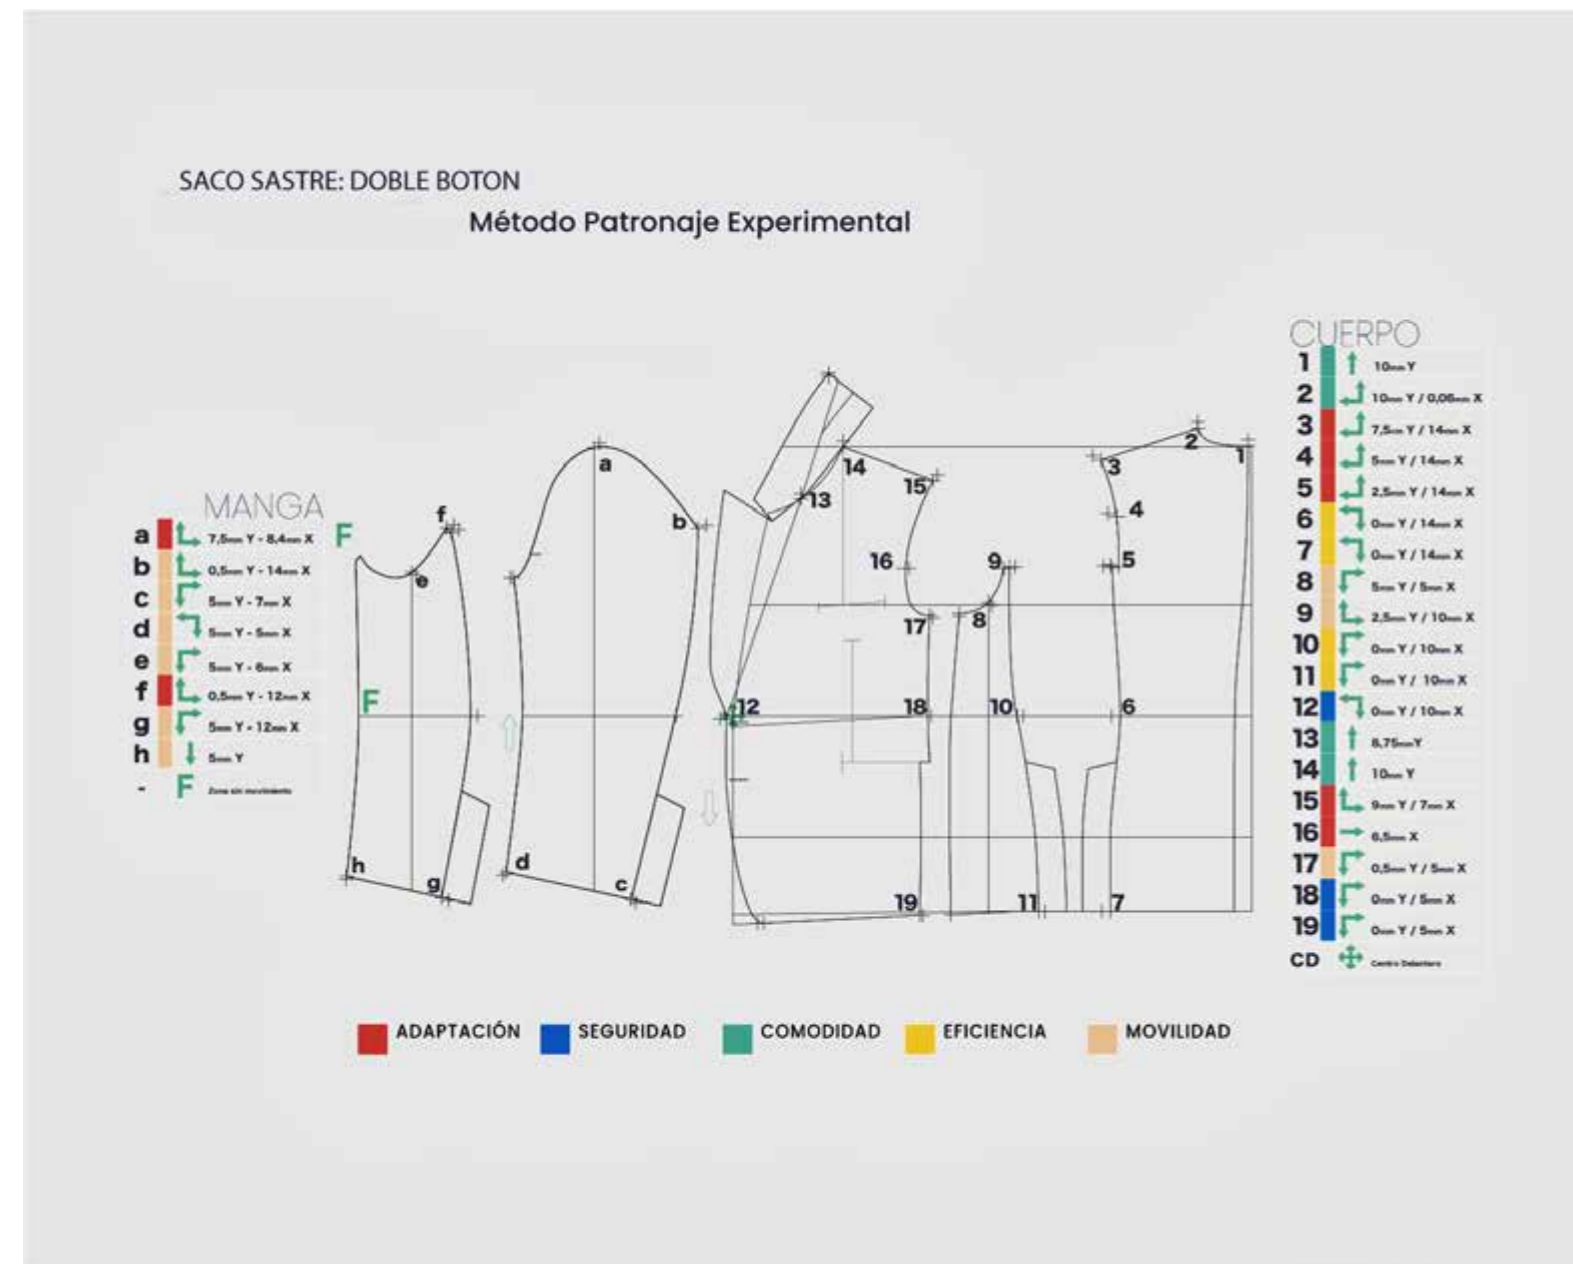 SACO SASTRE: DOBLE BOTON
Método Patronaje Experimental
MANGA
a 7,5mm Y - 8,4mm X
b 0,5mm Y - 14mm X
c 5mm Y - 7mm X
d 5mm Y - 5mm X
e 5mm Y - 6mm X
f 0,5mm Y - 12mm X
g 5mm Y - 12mm X
h 5mm Y
- F Zona sin movimiento
F
f
e
F
h
g
a
b
d
c
14
13
15
16
17
12
18
19
9
8
10
11
3
2
1
4
5
6
7
CUERPO
1 10mm Y
2 10mm Y / 0,06mm X
3 7,5mm Y / 14mm X
4 5mm Y / 14mm X
5 2,5mm Y / 14mm X
6 0mm Y / 14mm X
7 0mm Y / 14mm X
8 5mm Y / 5mm X
9 2,5mm Y / 10mm X
10 0mm Y / 10mm X
11 0mm Y / 10mm X
12 0mm Y / 10mm X
13 8,75mm Y
14 10mm Y
15 9mm Y / 7mm X
16 6,5mm X
17 0,5mm Y / 5mm X
18 0mm Y / 5mm X
19 0mm Y / 5mm X
CD Centro Delantero
ADAPTACIÓN SEGURIDAD COMODIDAD EFICIENCIA MOVILIDAD